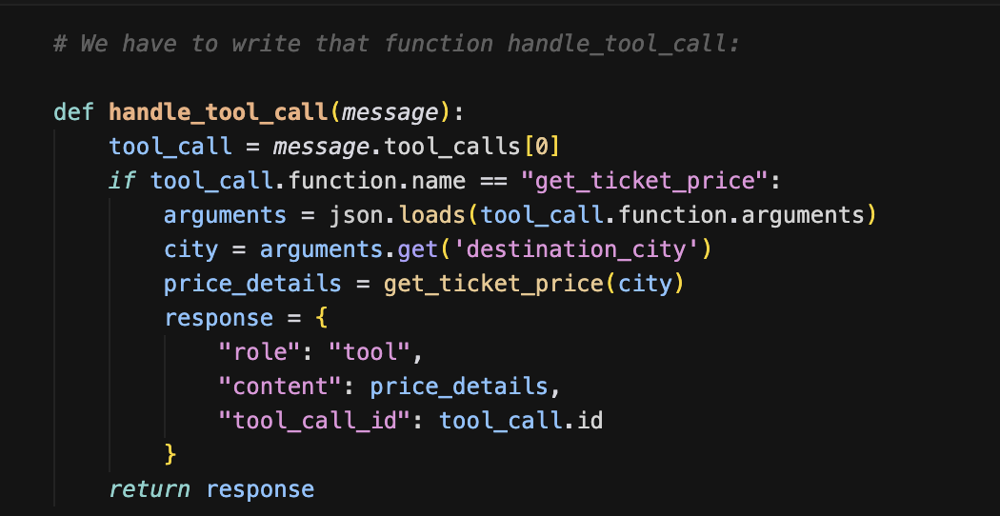 # We have to write that function handle_tool_call:
def handle_tool_call(message):
    tool_call = message.tool_calls[0]
    if tool_call.function.name == "get_ticket_price":
        arguments = json.loads(tool_call.function.arguments)
        city = arguments.get('destination_city')
        price_details = get_ticket_price(city)
        response = {
            "role": "tool",
            "content": price_details,
            "tool_call_id": tool_call.id
        }
    return response